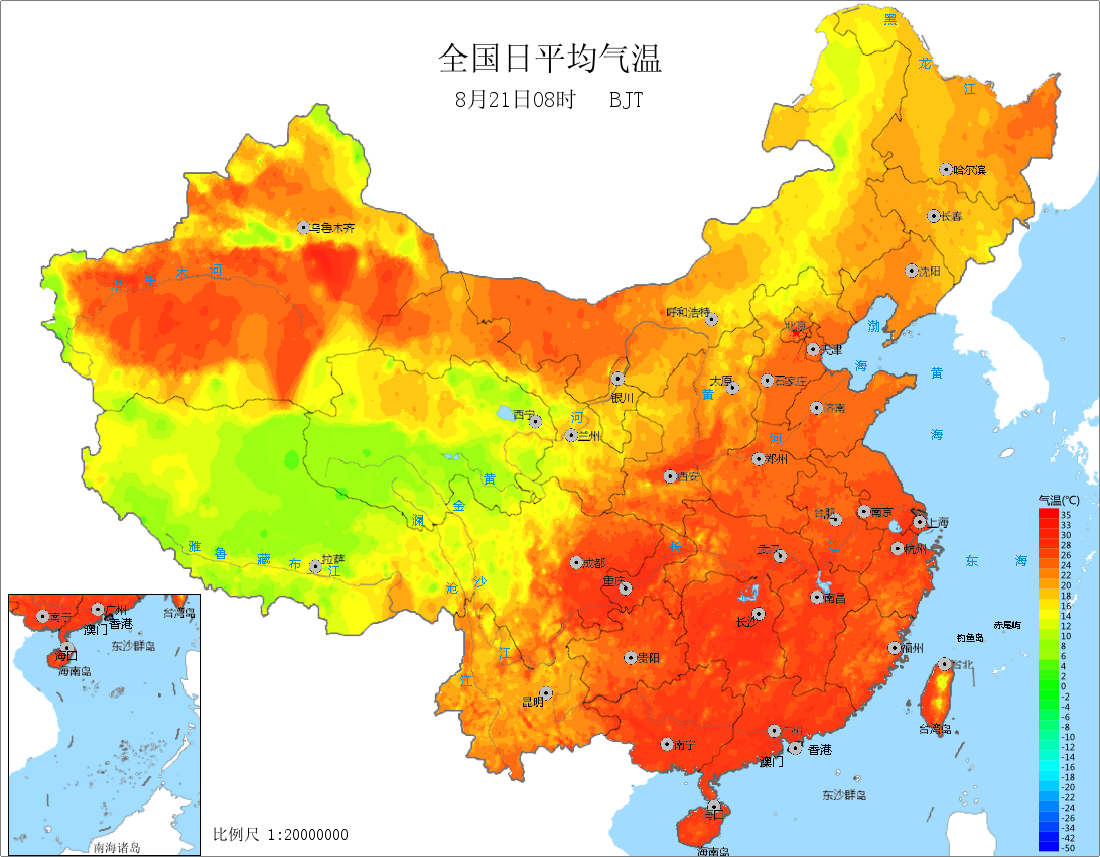 全国日平均气温
8月21日08时 BJT
黑
龙
江
哈尔滨
长春
沈阳
乌鲁木齐
塔 里 木 河
呼和浩特
北京
天津
渤
海
黄
海
银川
太原
石家庄
黄
济南
西宁
兰州
河
河
郑州
西安
黄
金
澜
合肥
南京
上海
杭州
长
江
东 海
雅 鲁 藏 布 江
拉萨
沧
沙
成都
重庆
武汉
南昌
长沙
贵阳
福州
钓鱼岛
赤尾屿
台北
台湾岛
江
江
昆明
南宁
广州
香港
澳门
东沙群岛
海口
海南岛
南宁
广州
香港
澳门
台湾岛
东沙群岛
海口
海南岛
南海诸岛
比例尺 1:20000000
气温(℃)
35
33
30
28
26
24
22
20
18
16
14
12
10
8
6
4
2
0
-2
-4
-6
-8
-10
-12
-14
-16
-18
-20
-22
-24
-26
-34
-42
-50